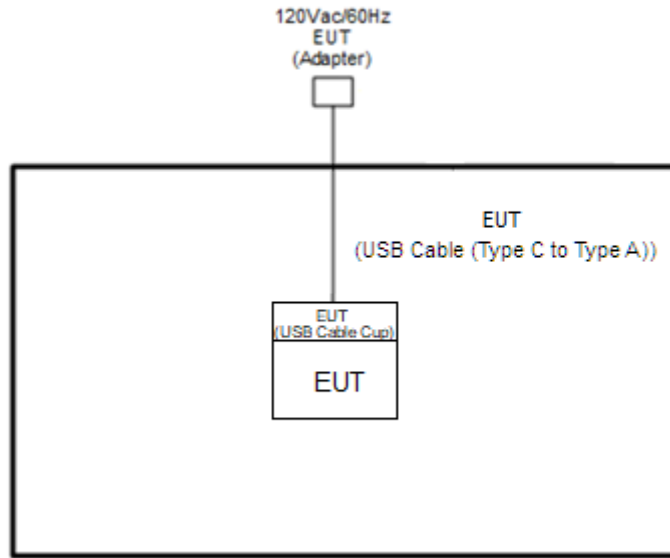 120Vac/60Hz
EUT
(Adapter)
EUT
(USB Cable (Type C to Type A))
EUT
(USB Cable Cup)
EUT